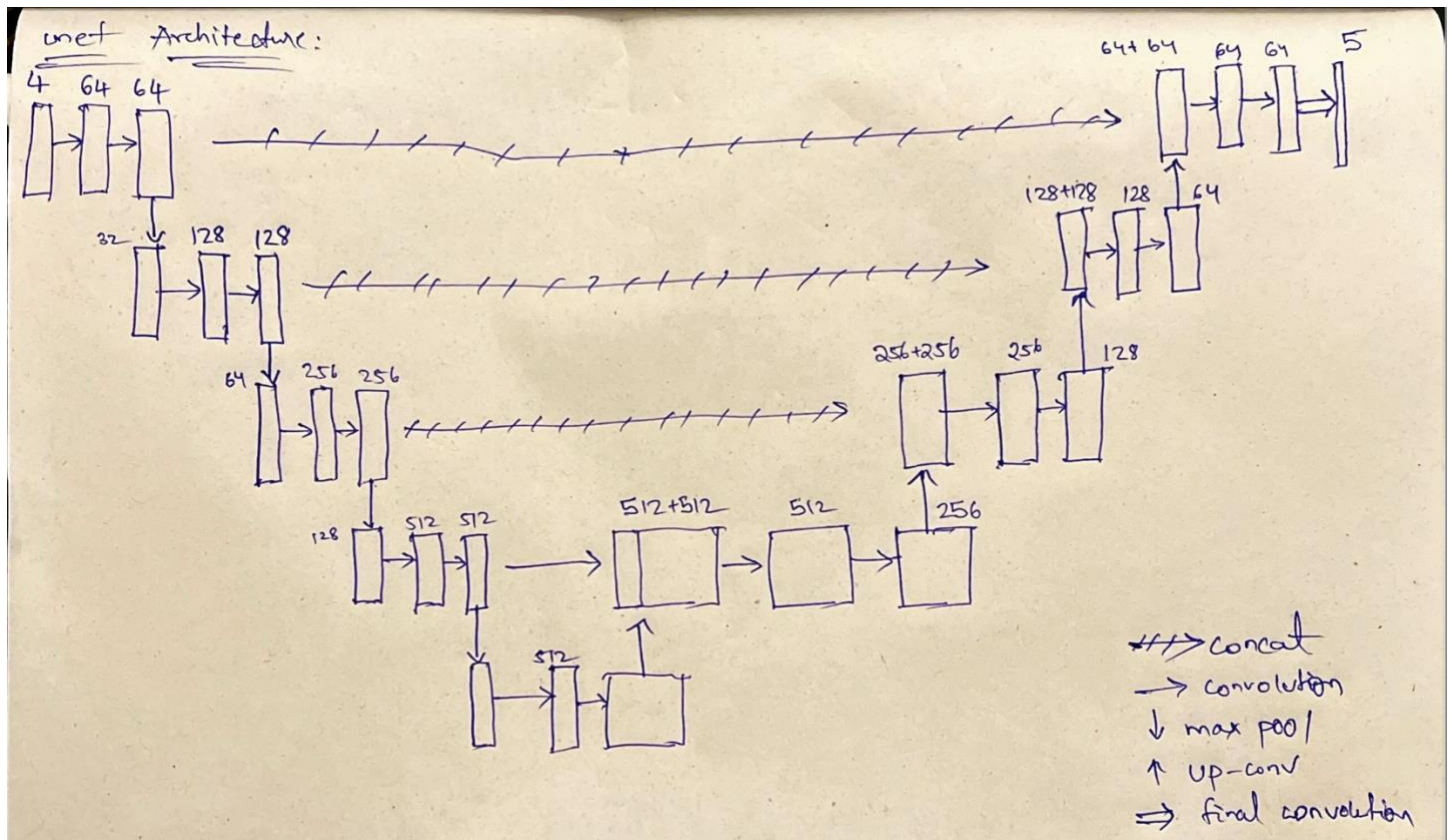 unet Architecture:
4 64 64
64+64 64 64 5
32 128 128
128+128 128 64
64 256 256
256+256 256 128
128 512 512
512+512 512 256
512
concat
convolution
max pool
up-conv
final convolution